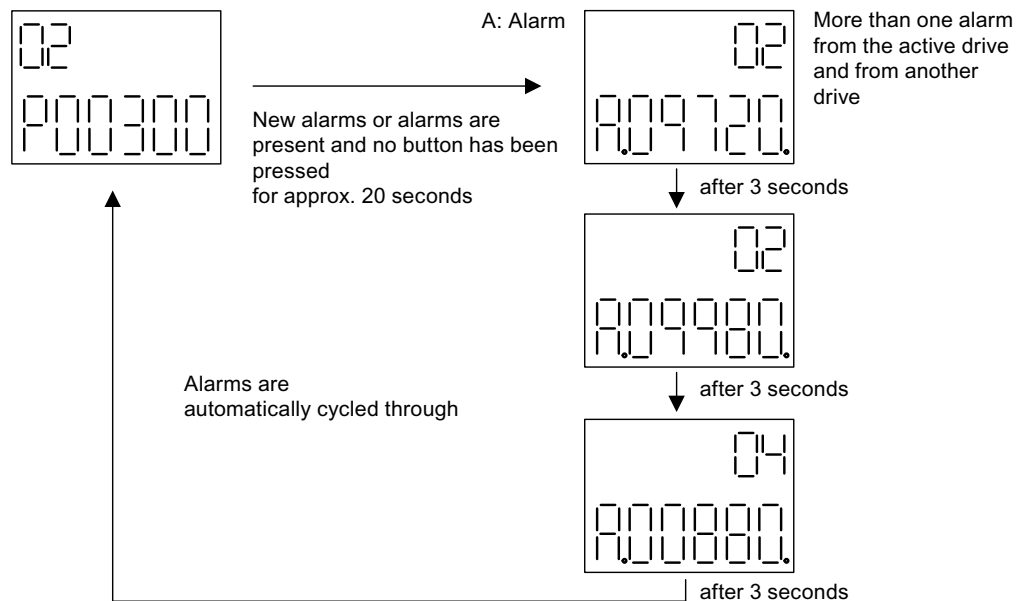 02
P00300
A: Alarm
02
A.09720.
More than one alarm
from the active drive
and from another
drive
New alarms or alarms are
present and no button has been
pressed
for approx. 20 seconds
after 3 seconds
02
A.09980.
after 3 seconds
Alarms are
automatically cycled through
04
A.00880.
after 3 seconds